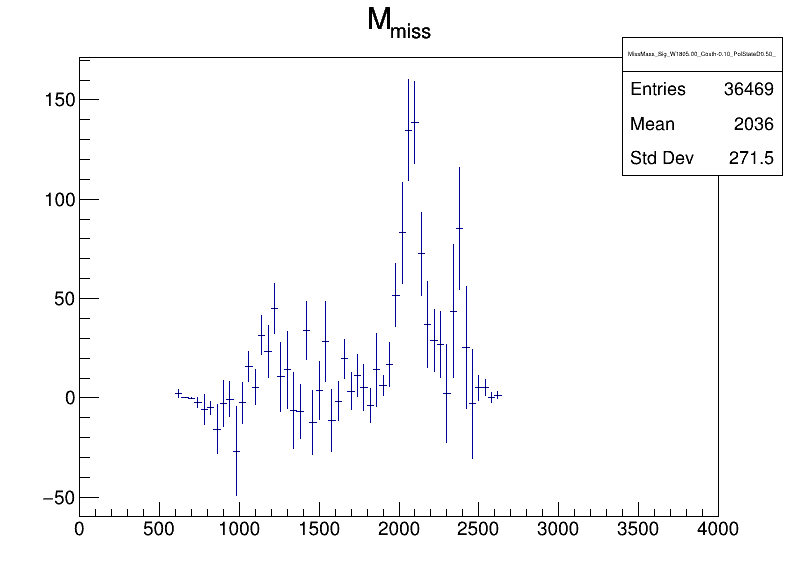 M_miss
MissMass_Sig_W1865.00_Costh-0.10_PolStateD0.50_
Entries 36469
Mean 2036
Std Dev 271.5
150
100
50
0
−50
0 500 1000 1500 2000 2500 3000 3500 4000